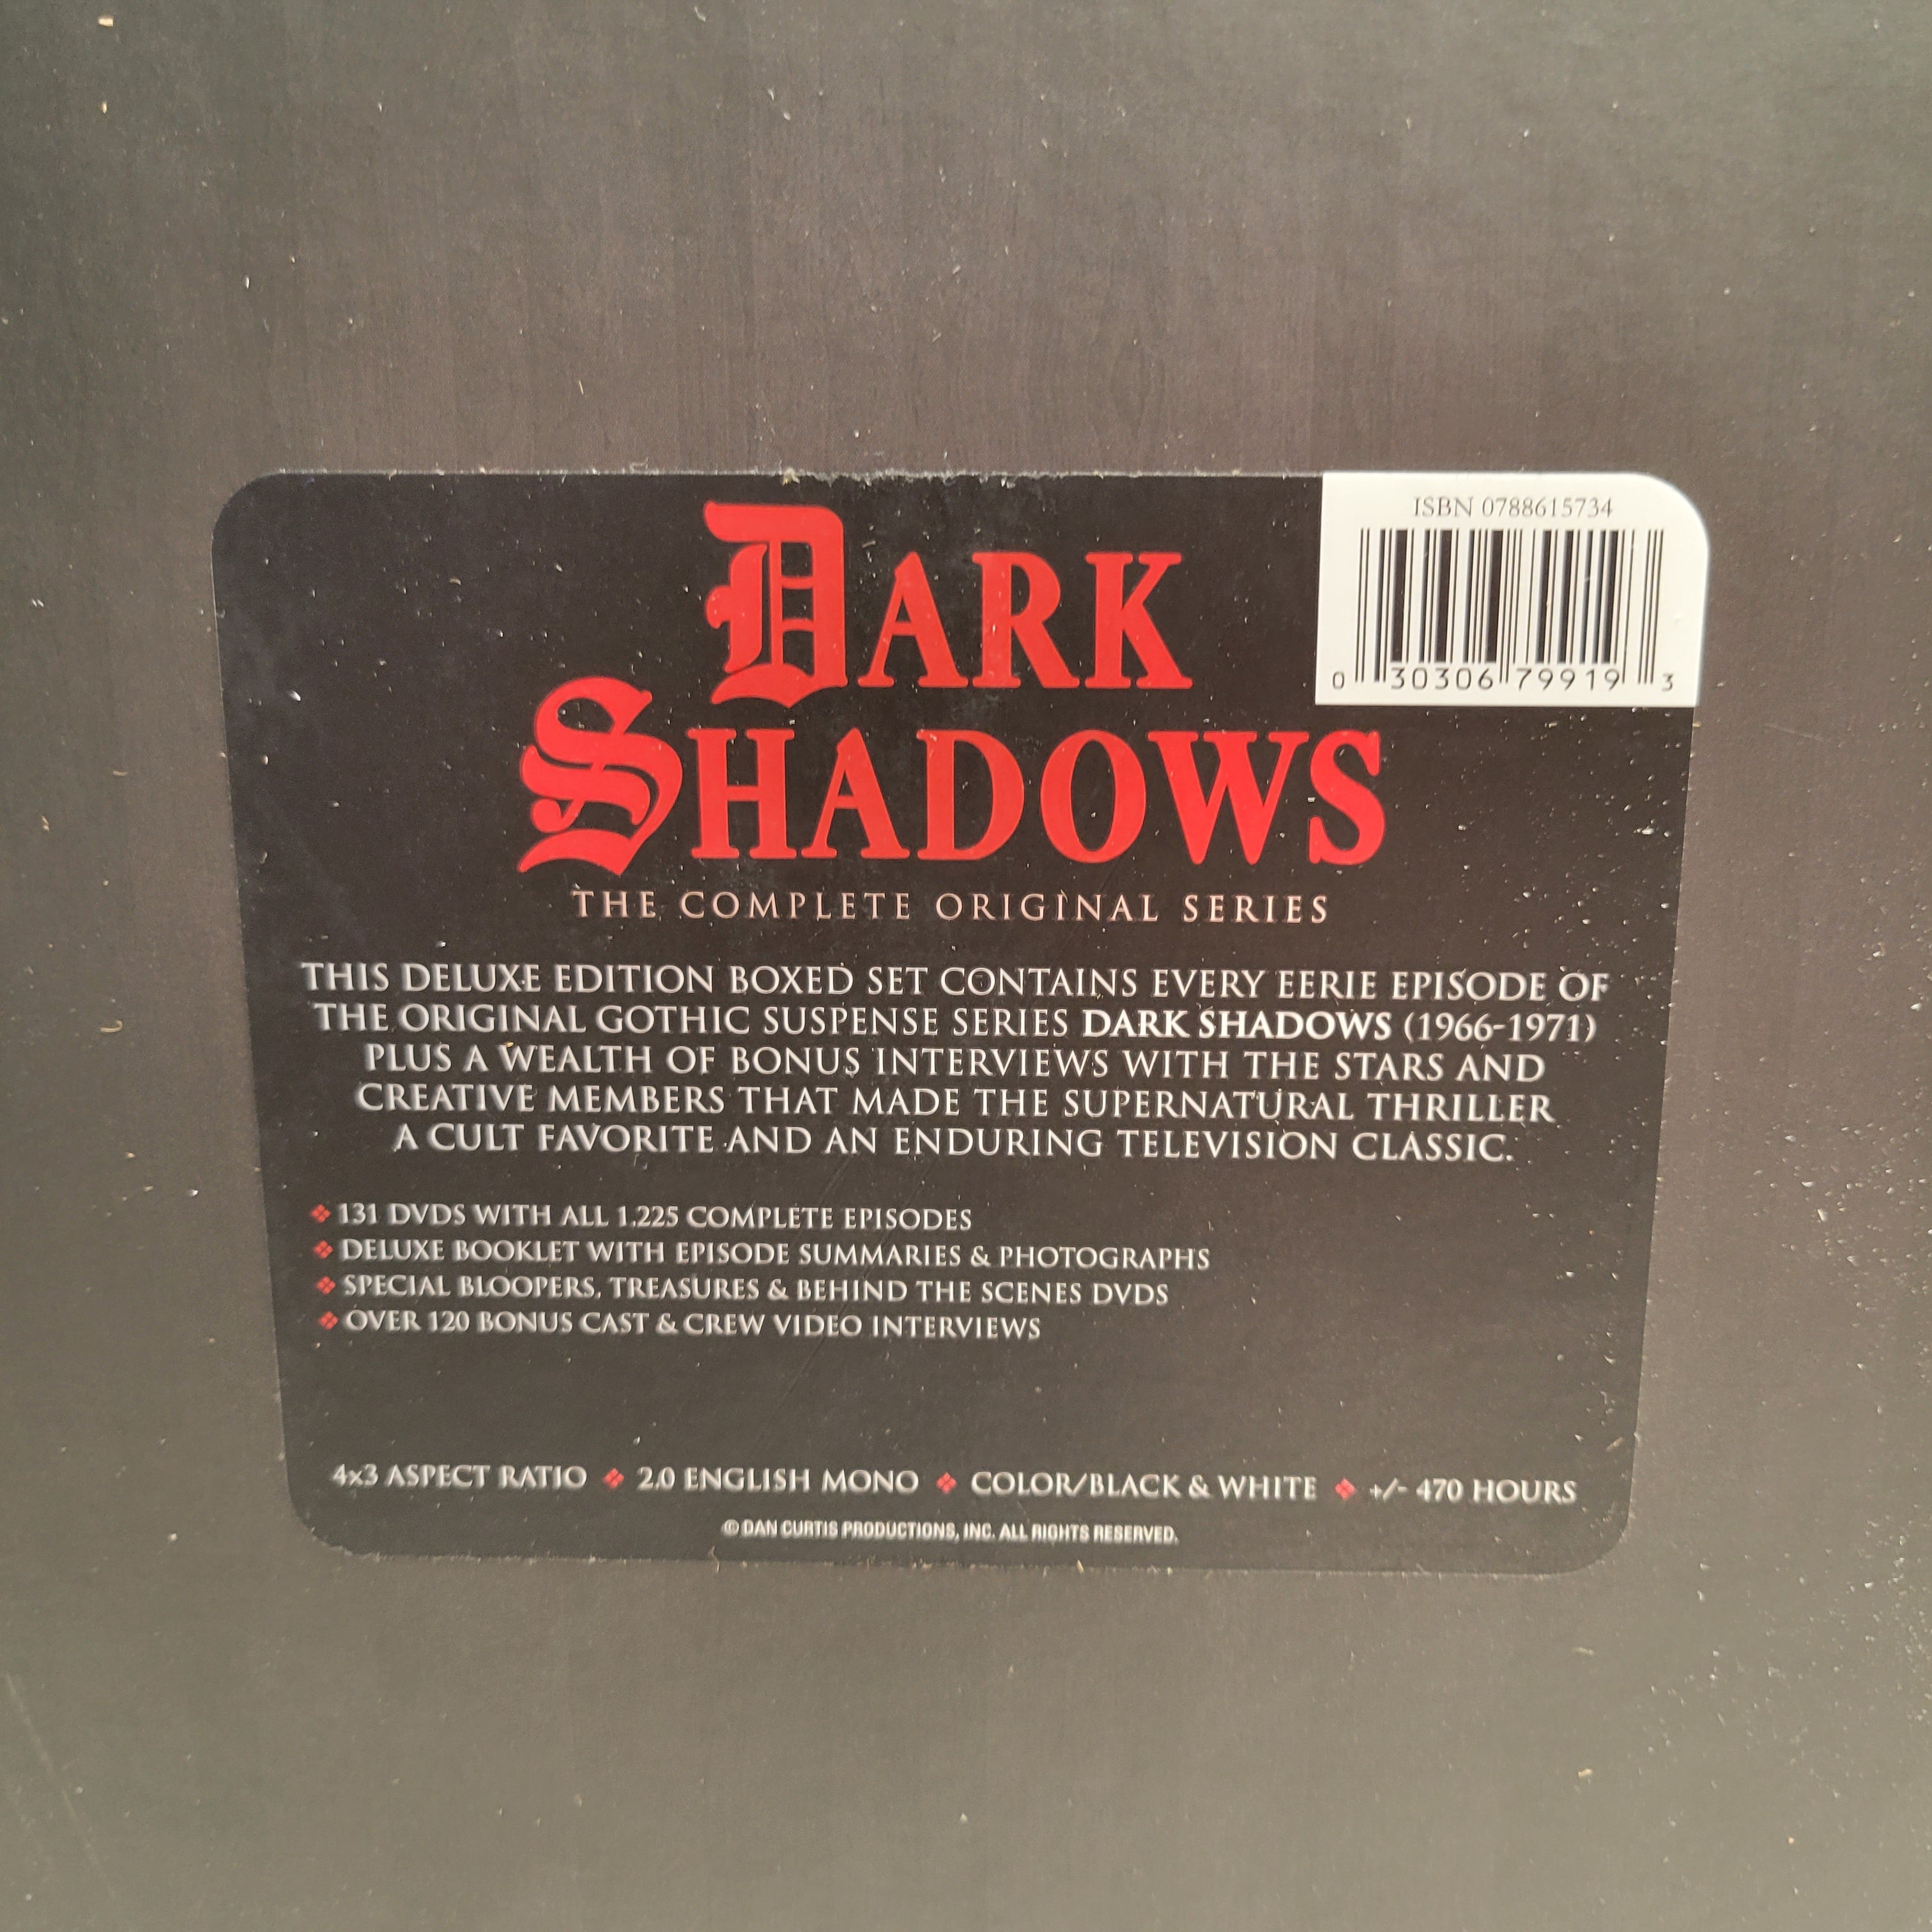 ISBN 0788615734
0 30306 79919 3
DARK
SHADOWS
THE COMPLETE ORIGINAL SERIES
THIS DELUXE EDITION BOXED SET CONTAINS EVERY EERIE EPISODE OF
THE ORIGINAL GOTHIC SUSPENSE SERIES DARK SHADOWS (1966-1971)
PLUS A WEALTH OF BONUS INTERVIEWS WITH THE STARS AND
CREATIVE MEMBERS THAT MADE THE SUPERNATURAL THRILLER
A CULT FAVORITE AND AN ENDURING TELEVISION CLASSIC.
❖ 131 DVDS WITH ALL 1,225 COMPLETE EPISODES
❖ DELUXE BOOKLET WITH EPISODE SUMMARIES & PHOTOGRAPHS
❖ SPECIAL BLOOPERS, TREASURES & BEHIND THE SCENES DVDS
❖ OVER 120 BONUS CAST & CREW VIDEO INTERVIEWS
4x3 ASPECT RATIO ❖ 2.0 ENGLISH MONO ❖ COLOR/BLACK & WHITE ❖ +/- 470 HOURS
© DAN CURTIS PRODUCTIONS, INC. ALL RIGHTS RESERVED.